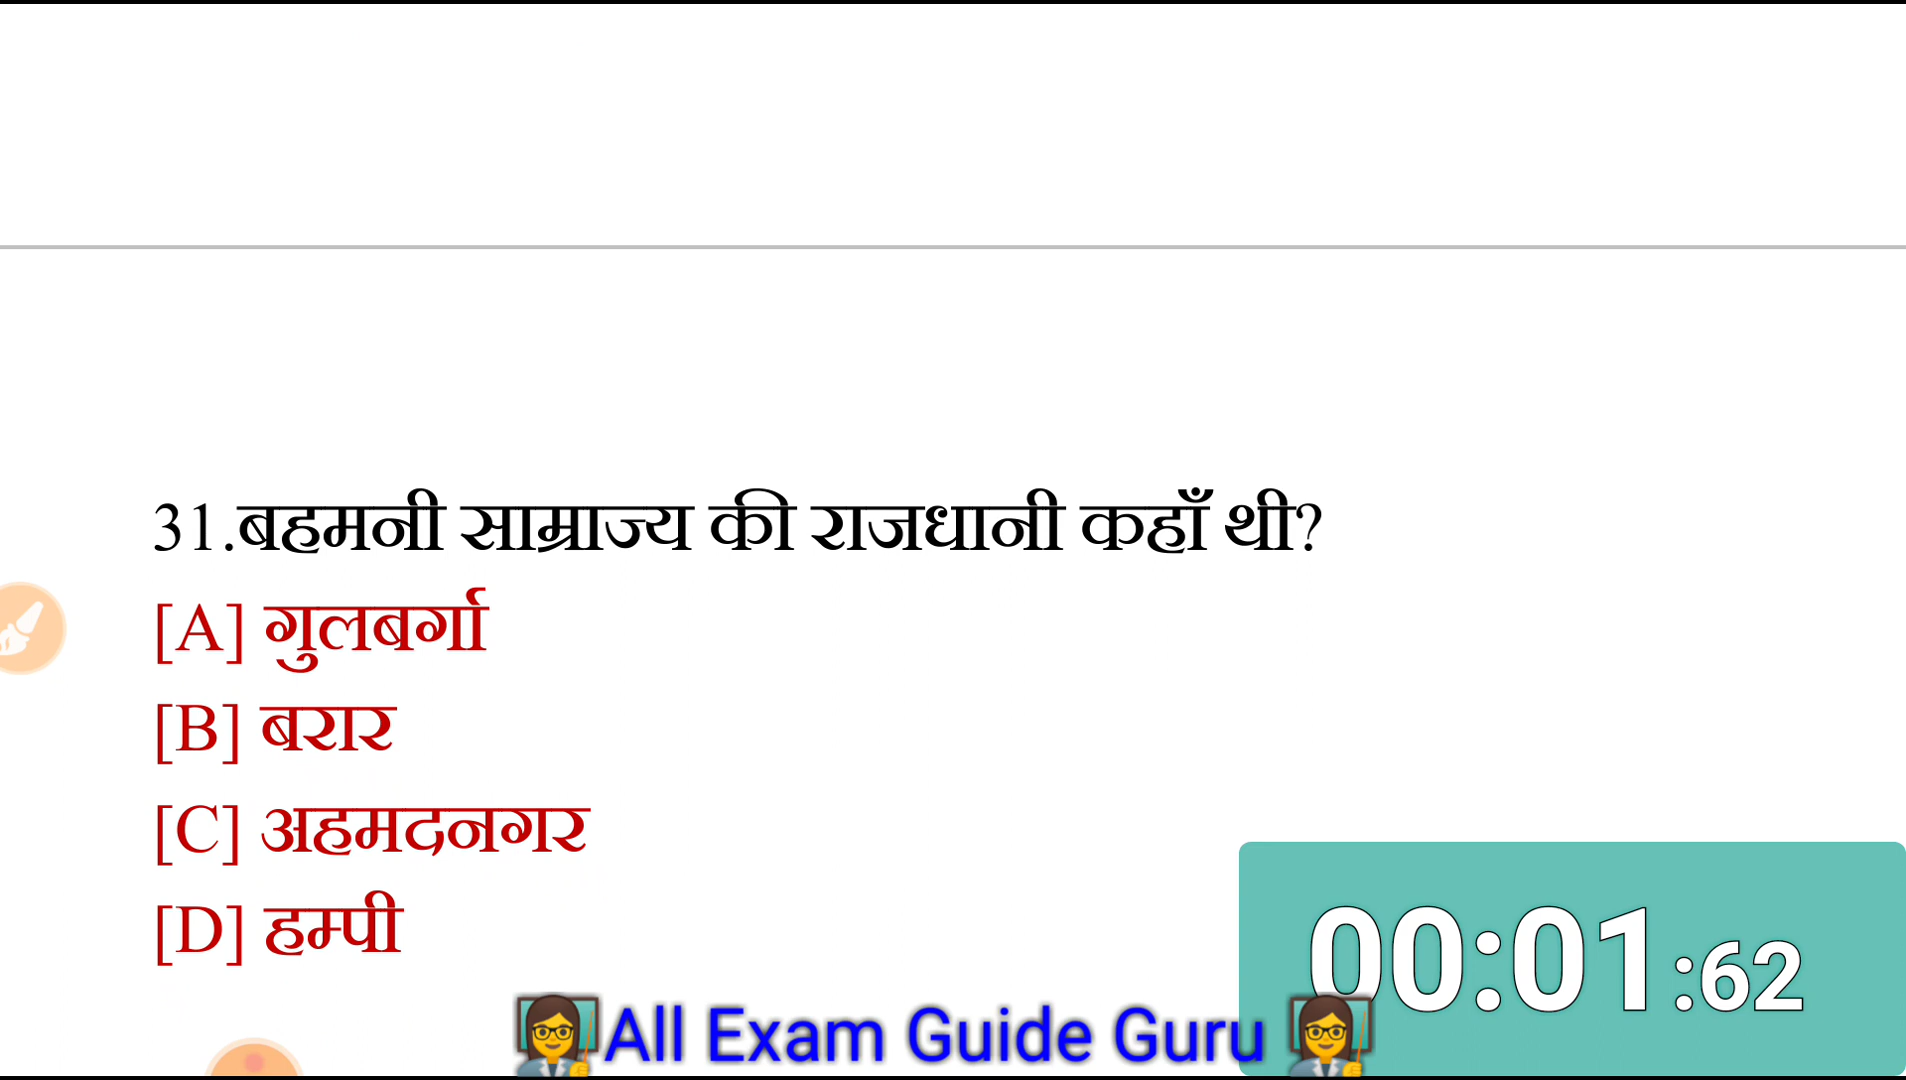 31.बहमनी साम्राज्य की राजधानी कहाँ थी?
[A] गुलबर्गा
[B] बरार
[C] अहमदनगर
[D] हम्पी
00:01:62
All Exam Guide Guru